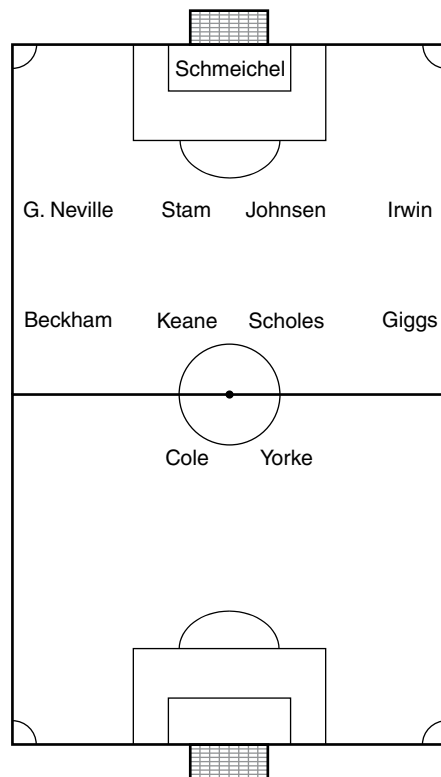 Schmeichel
G. Neville Stam Johnsen Irwin
Beckham Keane Scholes Giggs
Cole Yorke